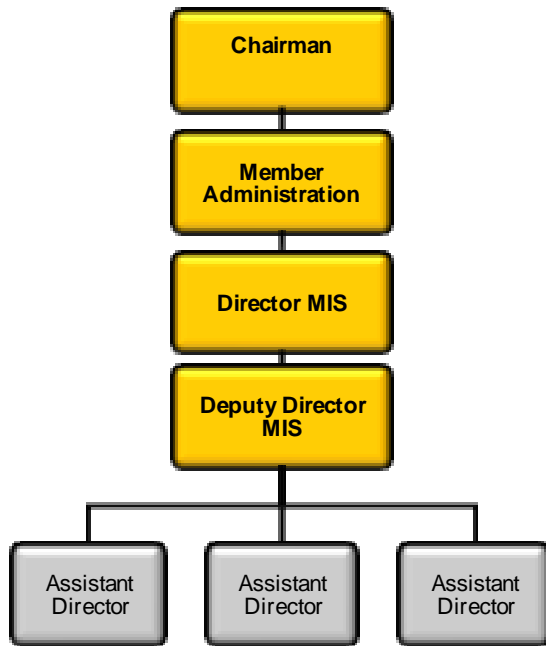 Chairman
Member
Administration
Director MIS
Deputy Director
MIS
Assistant
Director
Assistant
Director
Assistant
Director